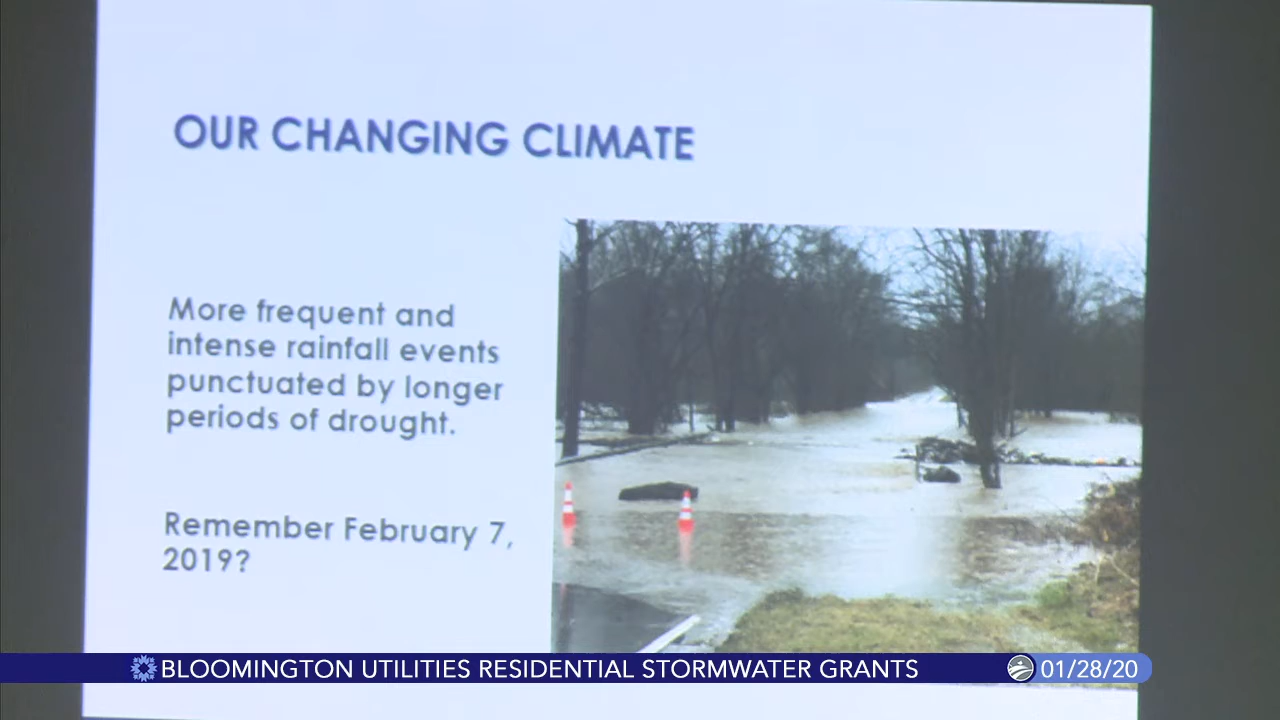 OUR CHANGING CLIMATE
More frequent and
intense rainfall events
punctuated by longer
periods of drought.
Remember February 7,
2019?
BLOOMINGTON UTILITIES RESIDENTIAL STORMWATER GRANTS
01/28/20